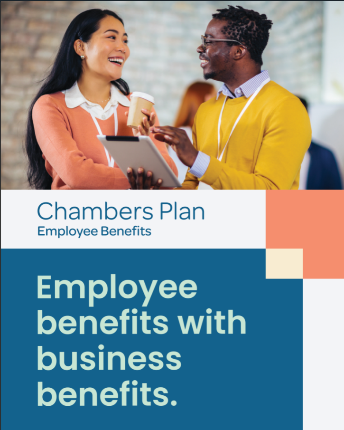 Chambers Plan
Employee Benefits
Employee
benefits with
business
benefits.